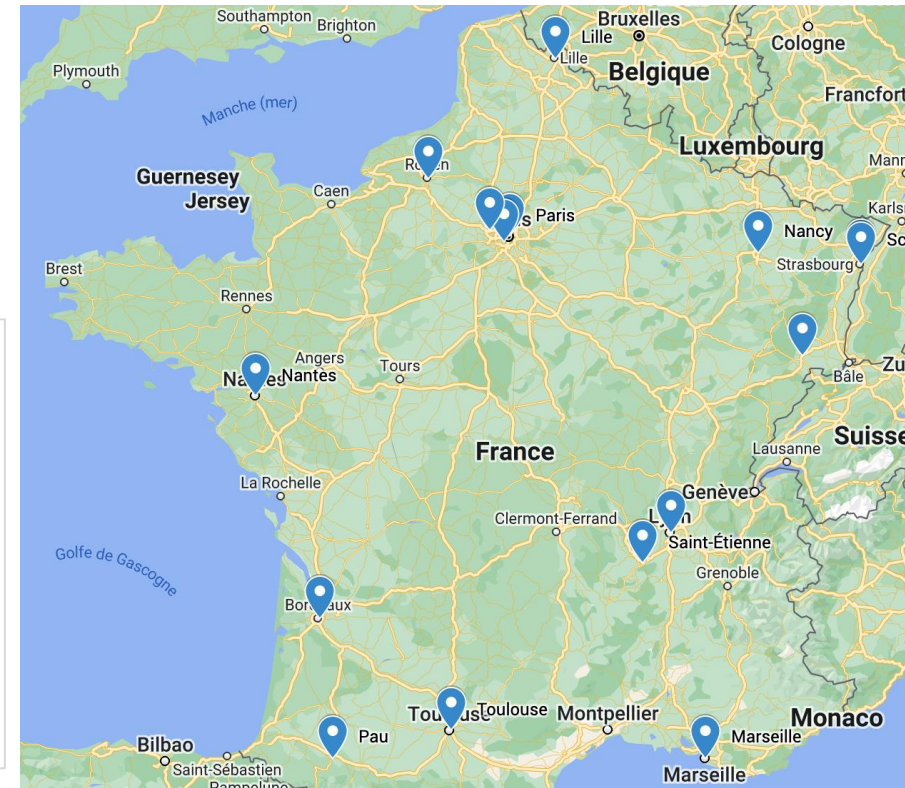 Southampton
Brighton
Bruxelles
Lille
Lille
Cologne
Plymouth
Belgique
Francfort
Manche (mer)
Luxembourg
Guernesey
Jersey
Caen
Paris
Nancy
Strasbourg
Brest
Rennes
Angers
Tours
Nantes
Bâle
France
Lausanne
Suisse
La Rochelle
Genève
Clermont-Ferrand
Saint-Étienne
Golfe de Gascogne
Grenoble
Toulouse
Montpellier
Monaco
Pau
Marseille
Bilbao
Saint-Sébastien
Marseille